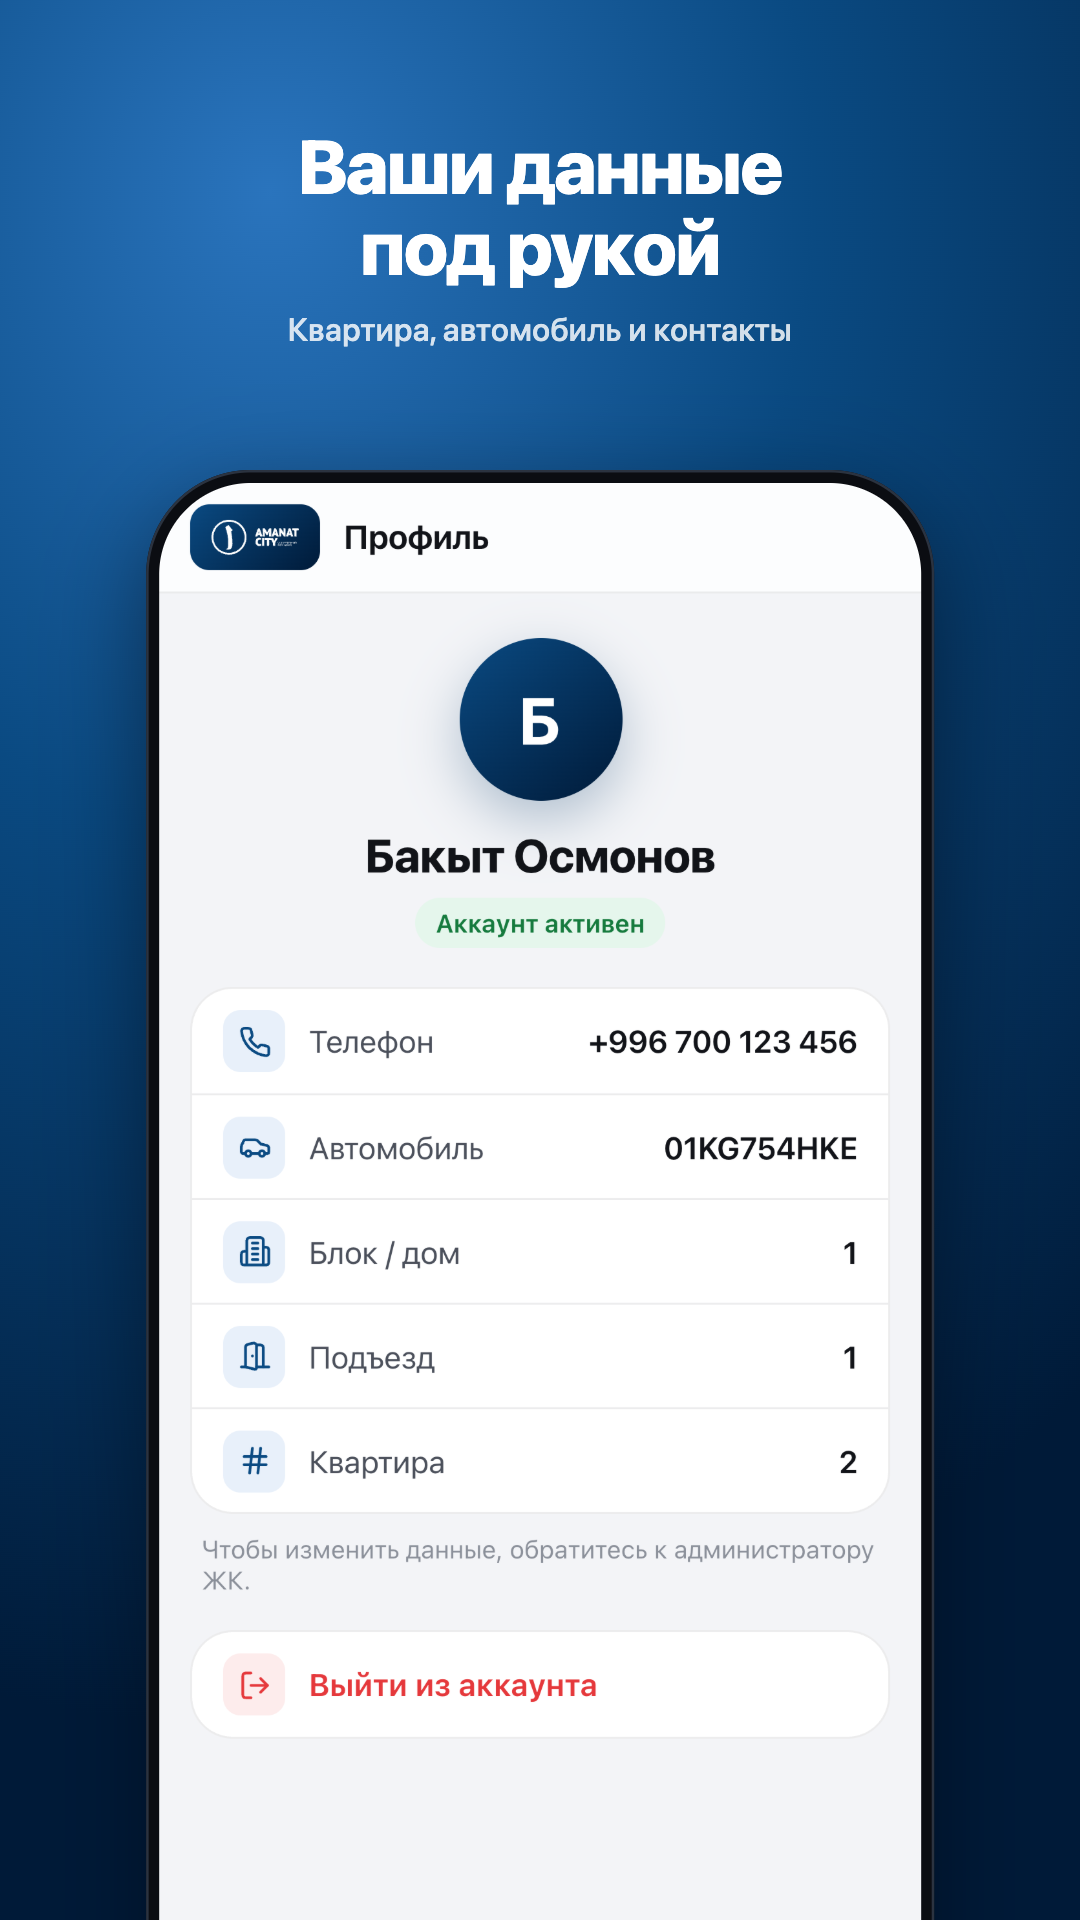 Ваши данные
под рукой
Квартира, автомобиль и контакты
AMANAT
CITY
Профиль
Б
Бакыт Осмонов
Аккаунт активен
Телефон +996 700 123 456
Автомобиль 01KG754HKE
Блок / дом 1
Подъезд 1
Квартира 2
Чтобы изменить данные, обратитесь к администратору
ЖК.
Выйти из аккаунта